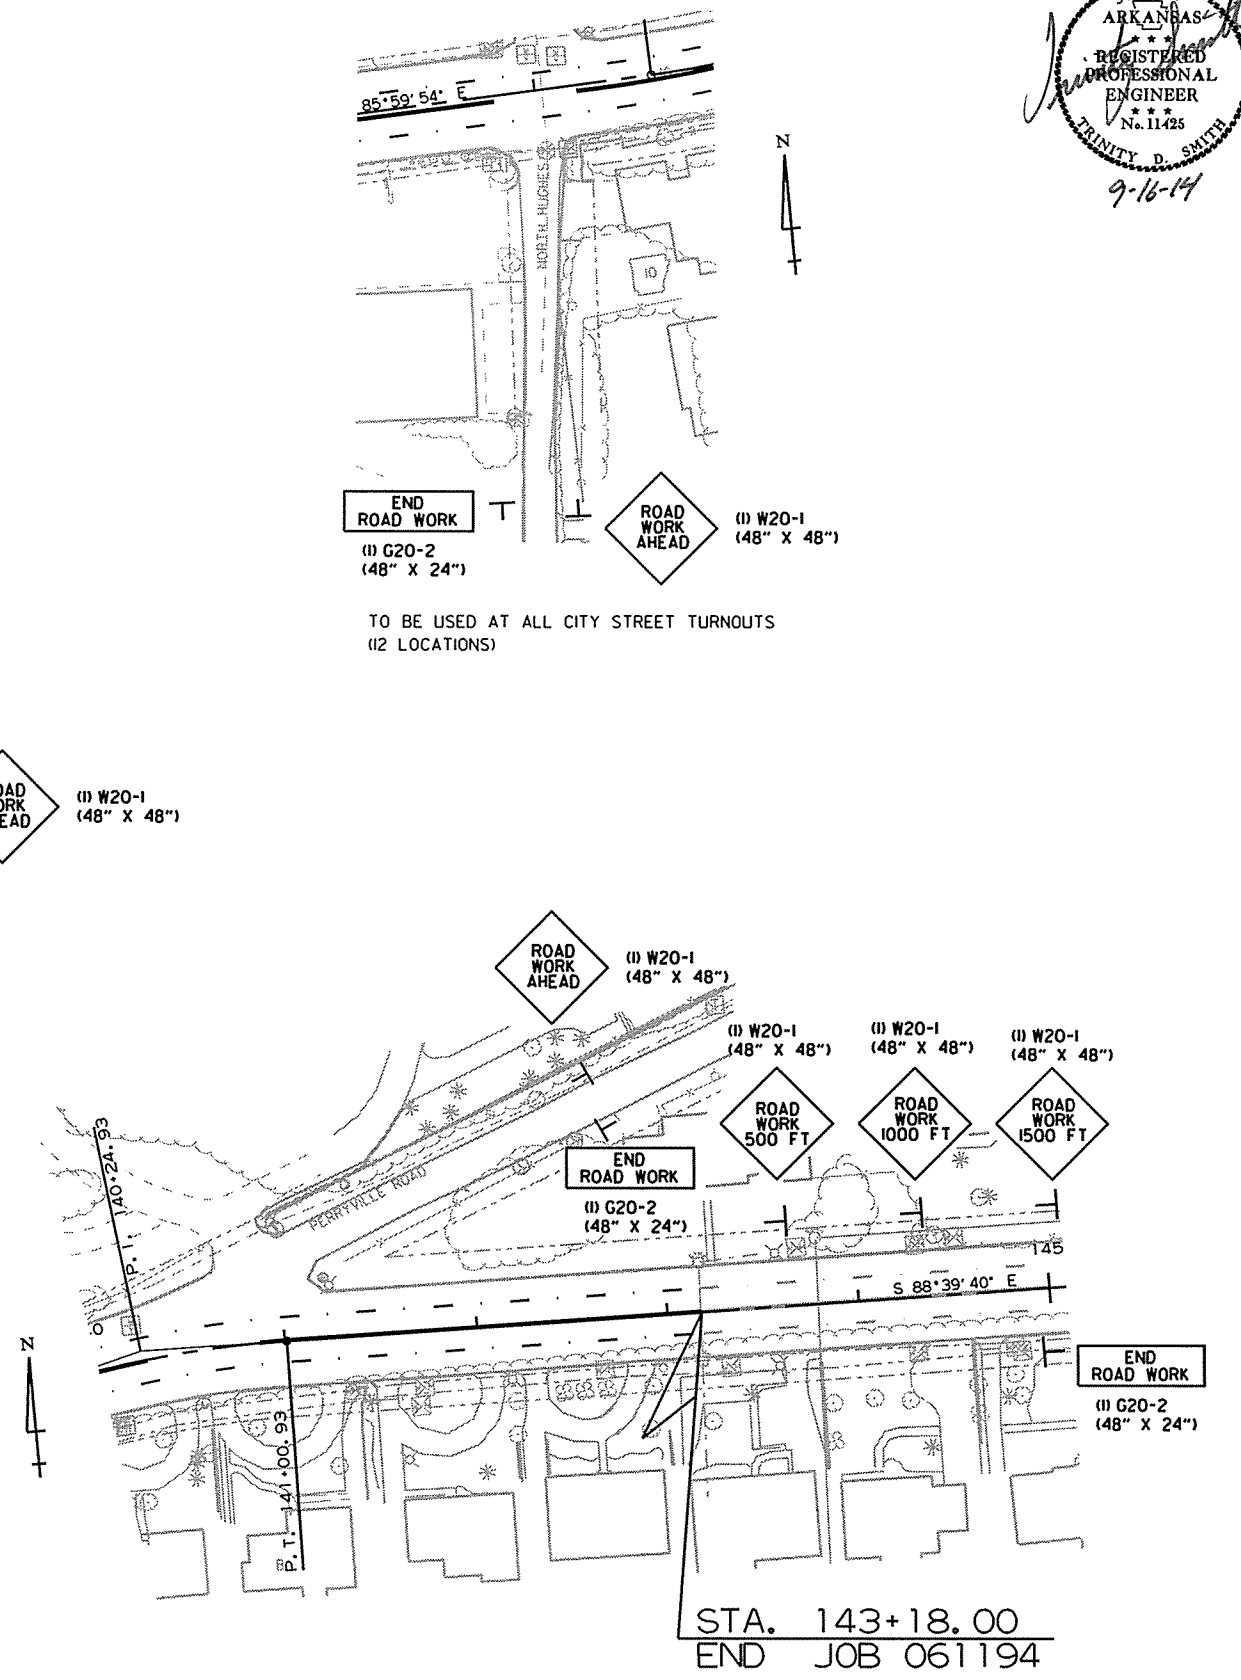 ARKANSAS
★ ★ ★
REGISTERED
PROFESSIONAL
ENGINEER
★ ★ ★
No. 11425
TRINITY D. SMITH
9-16-14
85°59'54" E
N
NORTH HUGHES
10
END
ROAD WORK
(1) G20-2
(48" X 24")
ROAD
WORK
AHEAD
(1) W20-1
(48" X 48")
TO BE USED AT ALL CITY STREET TURNOUTS
(12 LOCATIONS)
OAD
ORK
EAD
(1) W20-1
(48" X 48")
ROAD
WORK
AHEAD
(1) W20-1
(48" X 48")
(1) W20-1
(48" X 48")
ROAD
WORK
500 FT
(1) W20-1
(48" X 48")
ROAD
WORK
1000 FT
(1) W20-1
(48" X 48")
ROAD
WORK
1500 FT
P.T. 140+24.93
PERRYVILLE ROAD
END
ROAD WORK
(1) G20-2
(48" X 24")
145
S 88°39'40" E
.0
N
END
ROAD WORK
(1) G20-2
(48" X 24")
P.T. 141+00.93
STA. 143+18.00
END JOB 061194